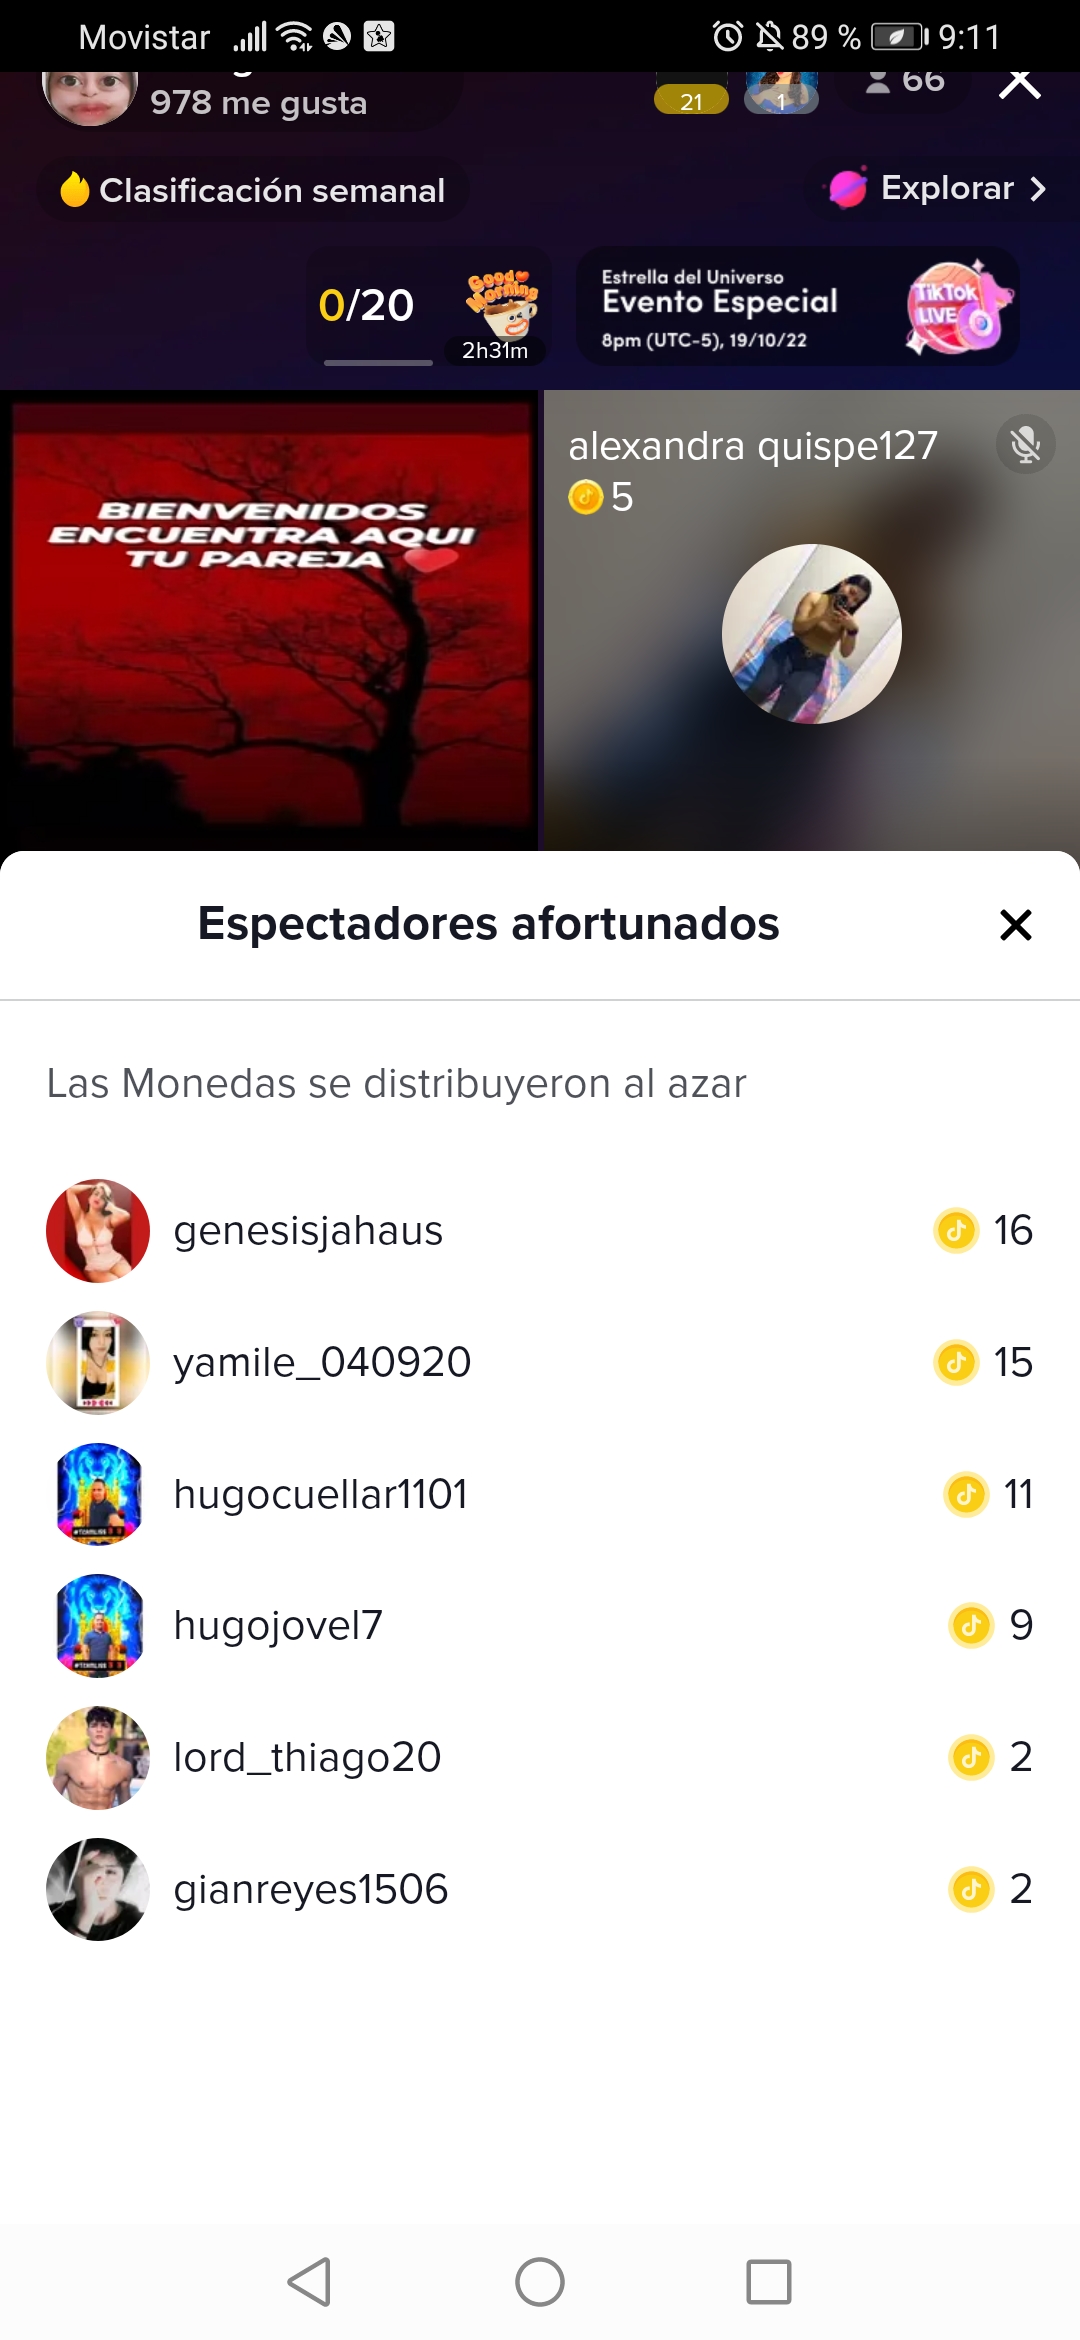 Movistar 89 % 9:11
978 me gusta
21
1
66
Clasificación semanal
Explorar
0/20
Good
Morning
2h31m
Estrella del Universo
Evento Especial
8pm (UTC-5), 19/10/22
TikTok
LIVE
BIENVENIDOS
ENCUENTRA AQUI
TU PAREJA
alexandra quispe127
5
Espectadores afortunados
Las Monedas se distribuyeron al azar
genesisjahaus 16
yamile_040920 15
hugocuellar1101 11
hugojovel7 9
lord_thiago20 2
gianreyes1506 2